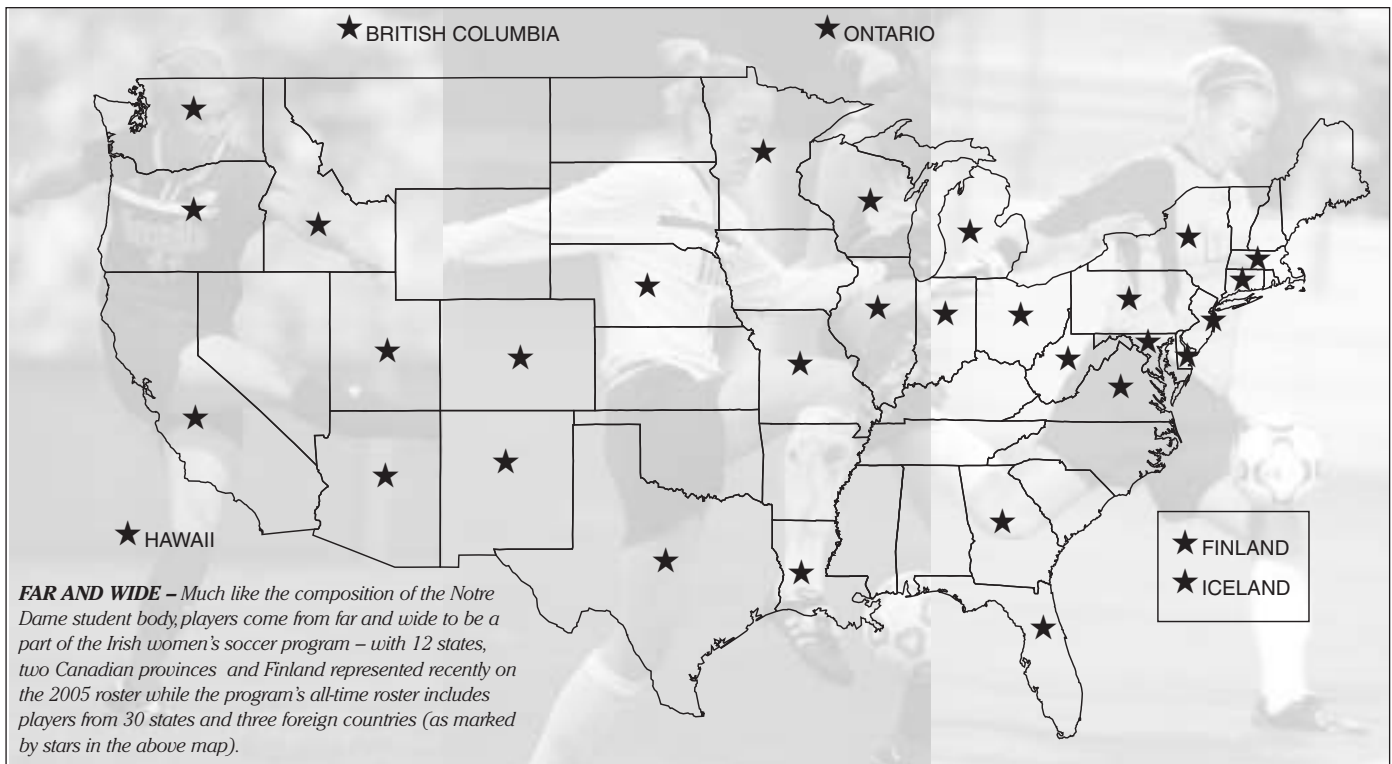 ★ BRITISH COLUMBIA
★ ONTARIO
★ HAWAII
★ FINLAND
★ ICELAND
FAR AND WIDE – Much like the composition of the Notre
Dame student body, players come from far and wide to be a
part of the Irish women's soccer program – with 12 states,
two Canadian provinces and Finland represented recently on
the 2005 roster while the program's all-time roster includes
players from 30 states and three foreign countries (as marked
by stars in the above map).